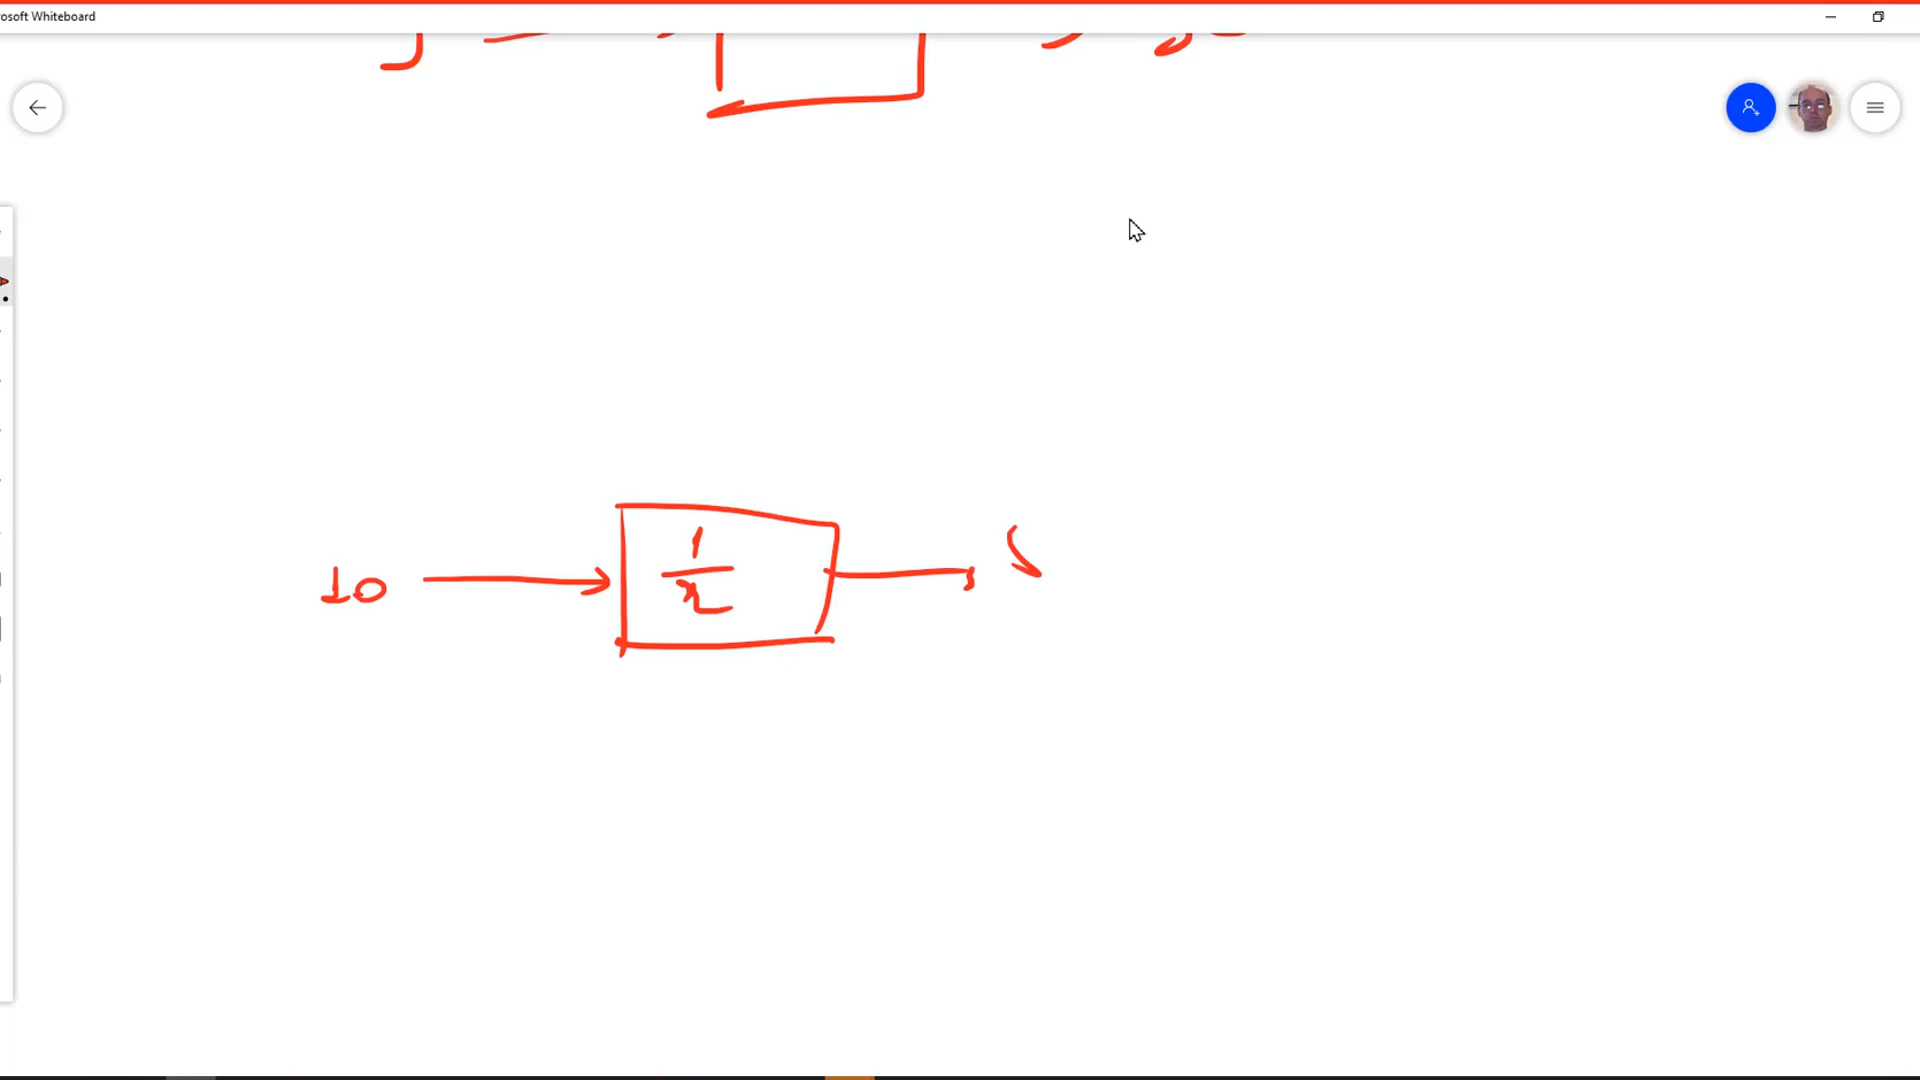 osoft Whiteboard
10 → 1/x →